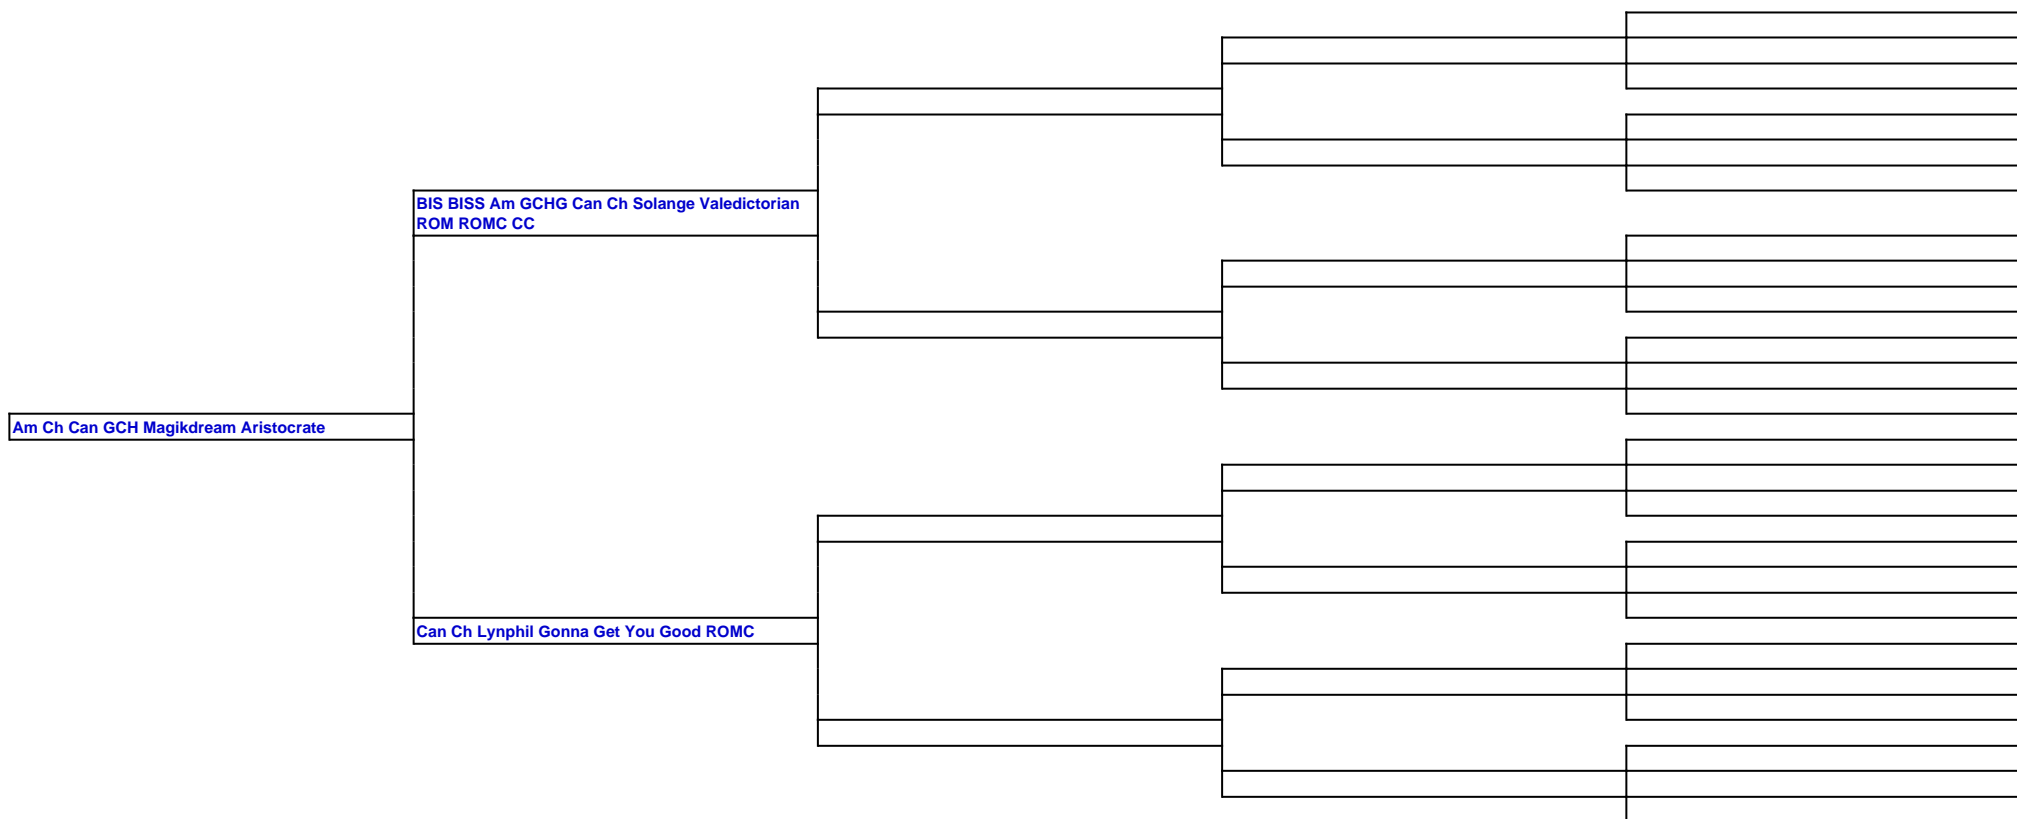 BIS BISS Am GCHG Can Ch Solange Valedictorian
ROM ROMC CC
Am Ch Can GCH Magikdream Aristocrate
Can Ch Lynphil Gonna Get You Good ROMC